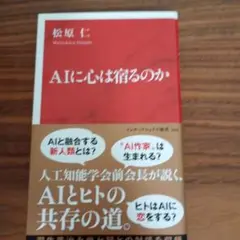 松原 仁
Matsubara Hitoshi
AIに心は宿るのか
インターナショナル新書
AIと融合する
新人類とは?
“AI作家”は
生まれる?
人工知能学会前会長が説く、
AIとヒトの
共存の道。
ヒトはAIに
恋をする?